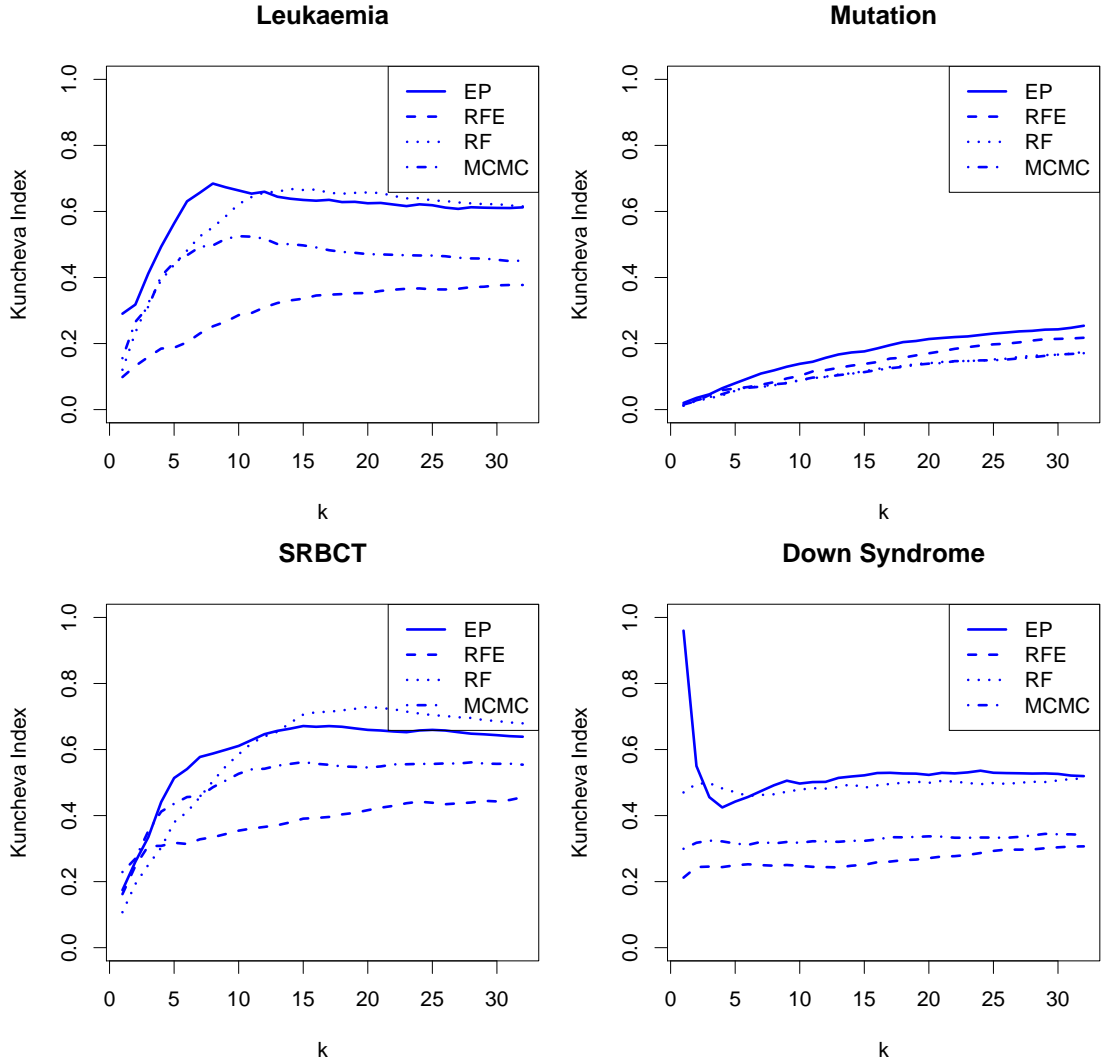 Leukaemia
Kuncheva Index
1.0
0.8
0.6
0.4
0.2
0.0
EP
RFE
RF
MCMC
0 5 10 15 20 25 30
k
Mutation
Kuncheva Index
1.0
0.8
0.6
0.4
0.2
0.0
EP
RFE
RF
MCMC
0 5 10 15 20 25 30
k
SRBCT
Kuncheva Index
1.0
0.8
0.6
0.4
0.2
0.0
EP
RFE
RF
MCMC
0 5 10 15 20 25 30
k
Down Syndrome
Kuncheva Index
1.0
0.8
0.6
0.4
0.2
0.0
EP
RFE
RF
MCMC
0 5 10 15 20 25 30
k